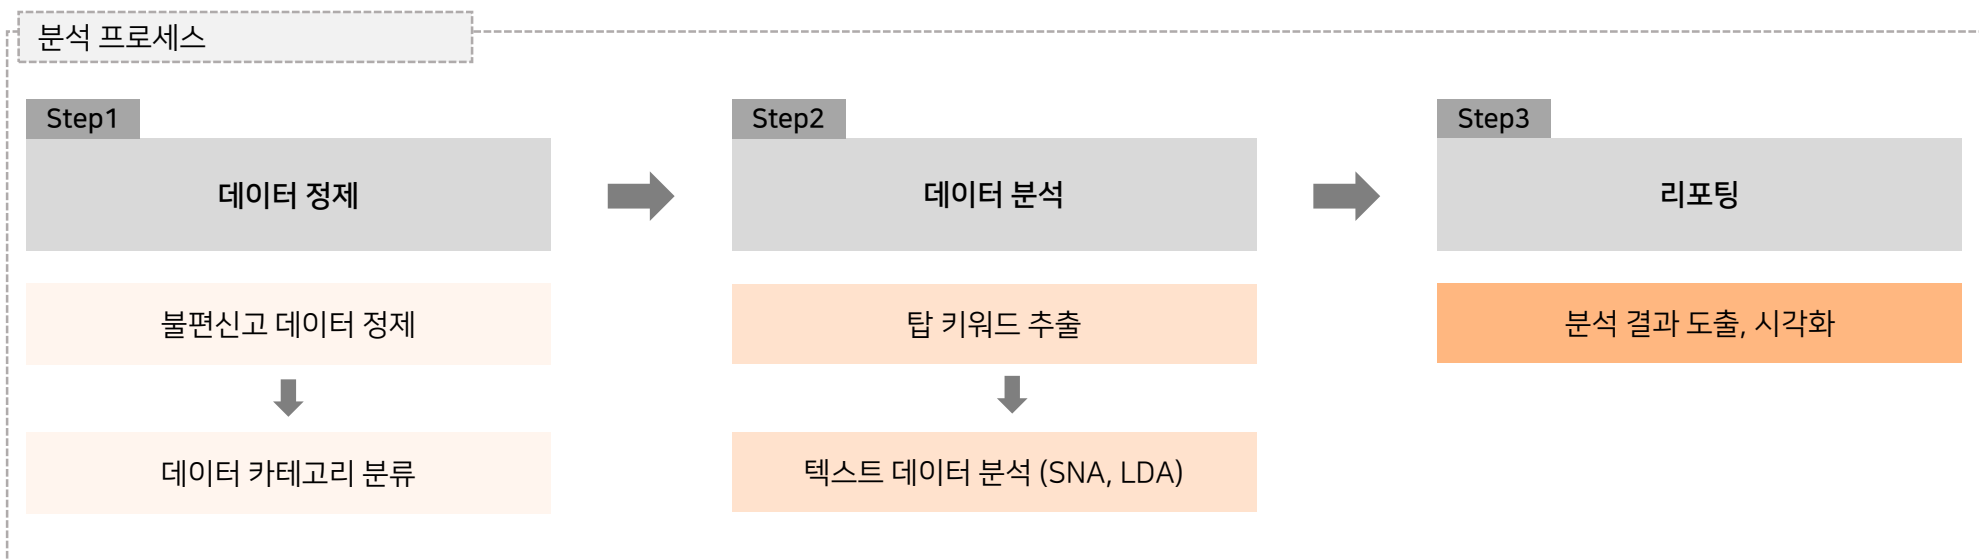 분석 프로세스
Step1
데이터 정제
불편신고 데이터 정제
데이터 카테고리 분류
Step2
데이터 분석
탑 키워드 추출
텍스트 데이터 분석 (SNA, LDA)
Step3
리포팅
분석 결과 도출, 시각화